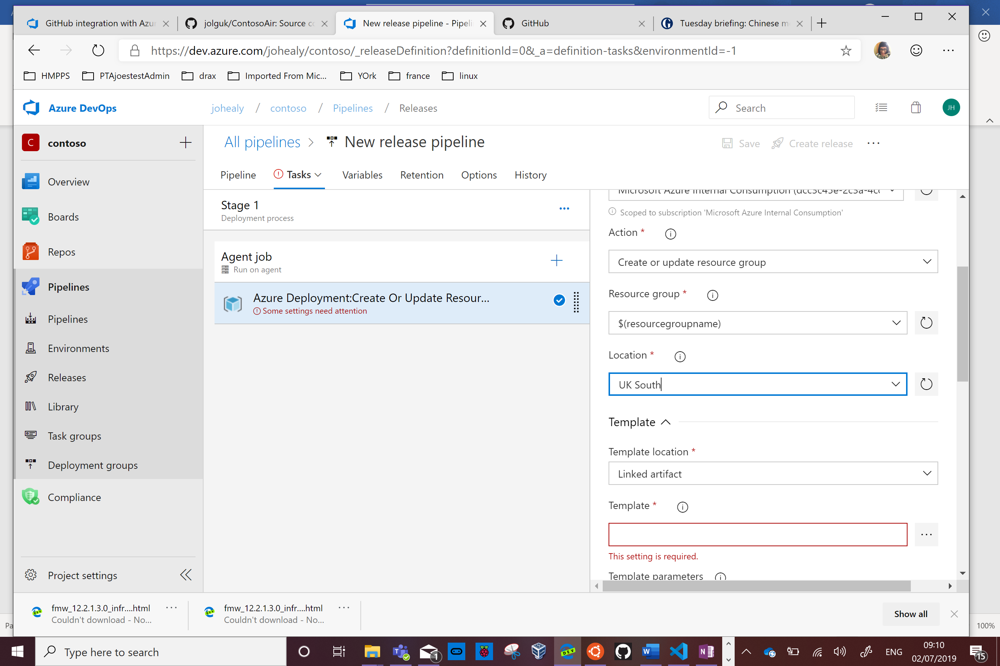 GitHub integration with Azur
jolguk/ContosoAir: Source co
New release pipeline - Pipeli
GitHub
Tuesday briefing: Chinese m
https://dev.azure.com/johealy/contoso/_releaseDefinition?definitionId=0&_a=definition-tasks&environmentId=-1
HMPPS
PTAjoestestAdmin
drax
Imported From Mic...
YOrk
france
linux
Azure DevOps
johealy / contoso / Pipelines / Releases
Search
JH
C
contoso
All pipelines > New release pipeline
Save
Create release
Pipeline
Tasks
Variables
Retention
Options
History
Overview
Boards
Repos
Pipelines
Pipelines
Environments
Releases
Library
Task groups
Deployment groups
Compliance
Project settings
Stage 1
Deployment process
Agent job
Run on agent
Azure Deployment:Create Or Update Resour...
Some settings need attention
Microsoft Azure Internal Consumption
Scoped to subscription 'Microsoft Azure Internal Consumption'
Action *
Create or update resource group
Resource group *
$(resourcegroupname)
Location *
UK South
Template
Template location *
Linked artifact
Template *
This setting is required.
Template parameters
fmw_12.2.1.3.0_infr....html
Couldn't download - No...
fmw_12.2.1.3.0_infr....html
Couldn't download - No...
Show all
Pa
100%
Type here to search
DEV
1
ENG
09:10
02/07/2019
15